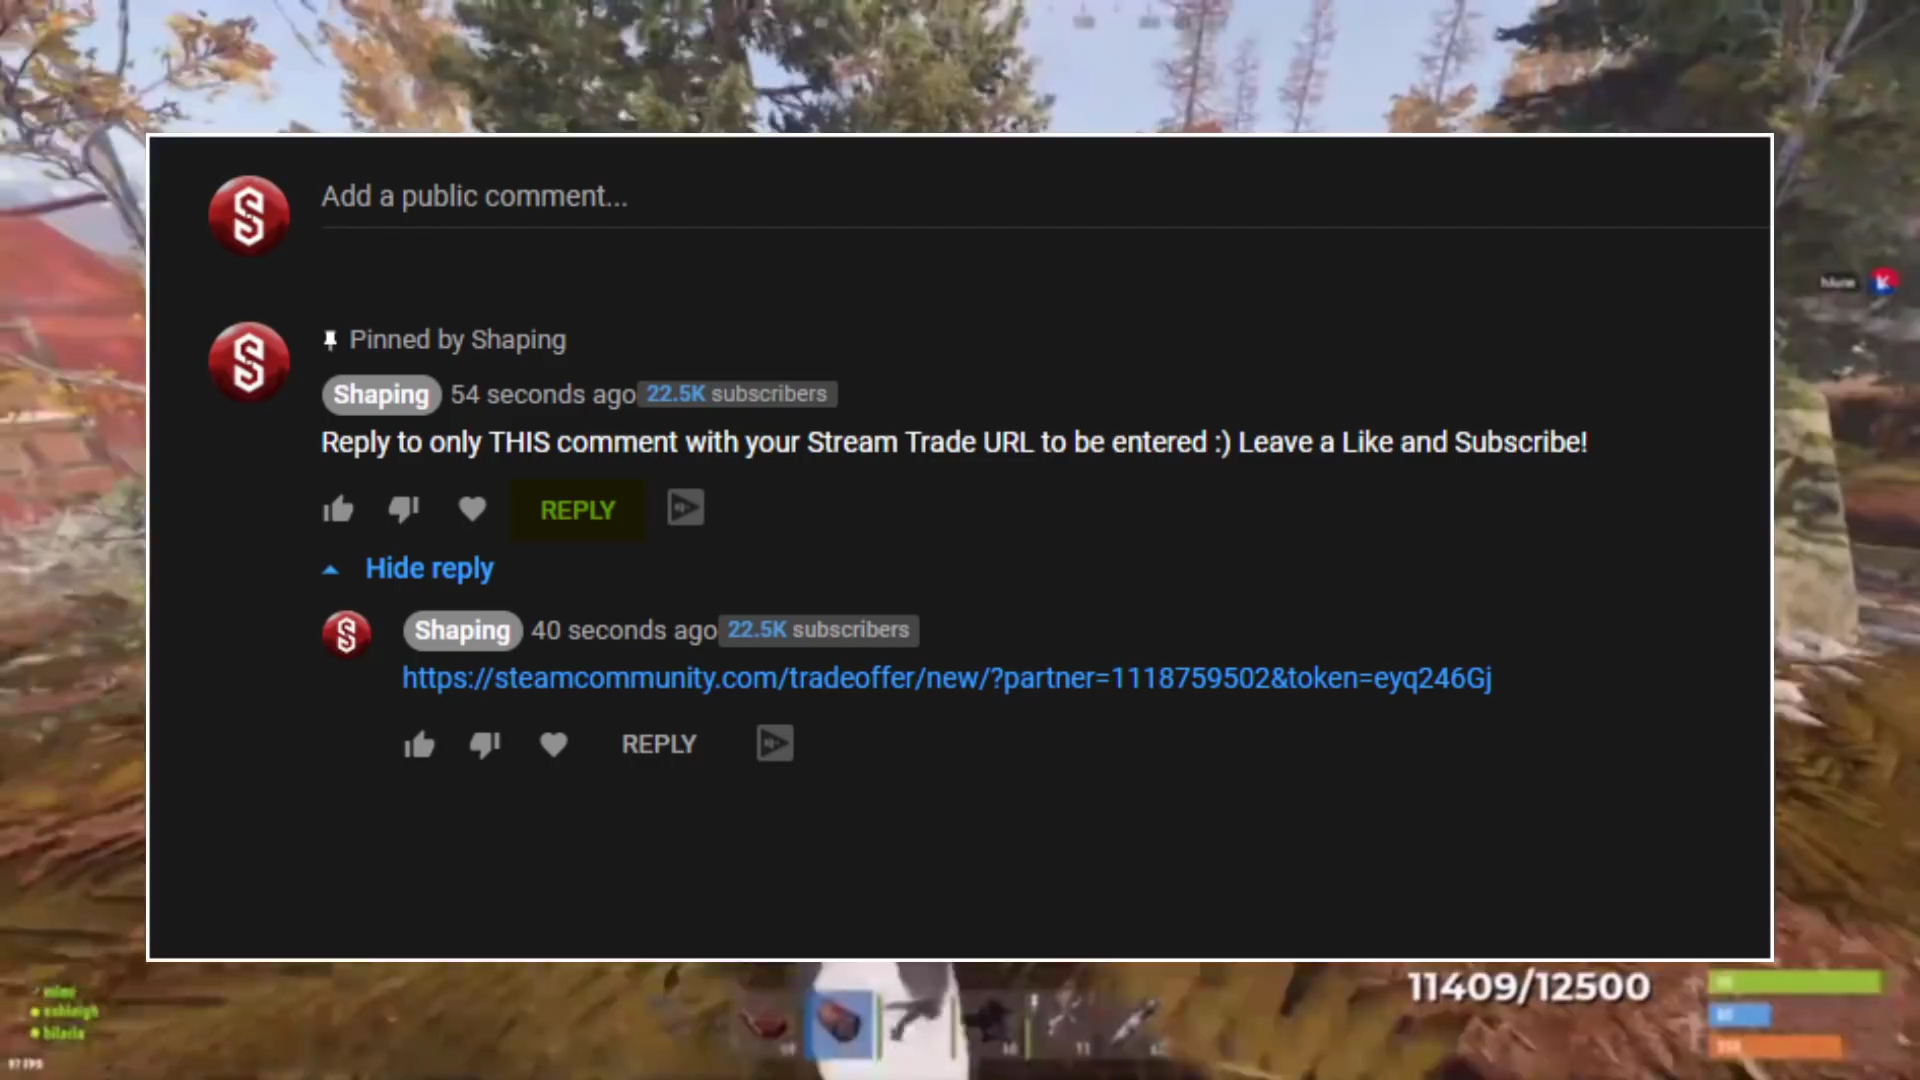 Add a public comment...
Pinned by Shaping
Shaping 54 seconds ago 22.5K subscribers
Reply to only THIS comment with your Stream Trade URL to be entered :) Leave a Like and Subscribe!
REPLY
Hide reply
Shaping 40 seconds ago 22.5K subscribers
https://steamcommunity.com/tradeoffer/new/?partner=1118759502&token=eyq246Gj
REPLY
11409/12500